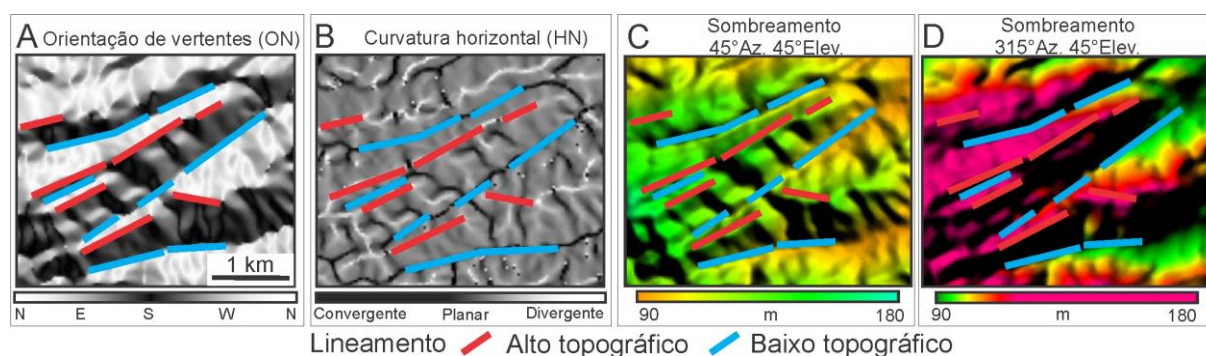 A Orientação de vertentes (ON)
1 km
N E S W N
B Curvatura horizontal (HN)
Convergente Planar Divergente
C Sombreamento
45°Az. 45°Elev.
90 m 180
D Sombreamento
315°Az. 45°Elev.
90 m 180
Lineamento Alto topográfico Baixo topográfico